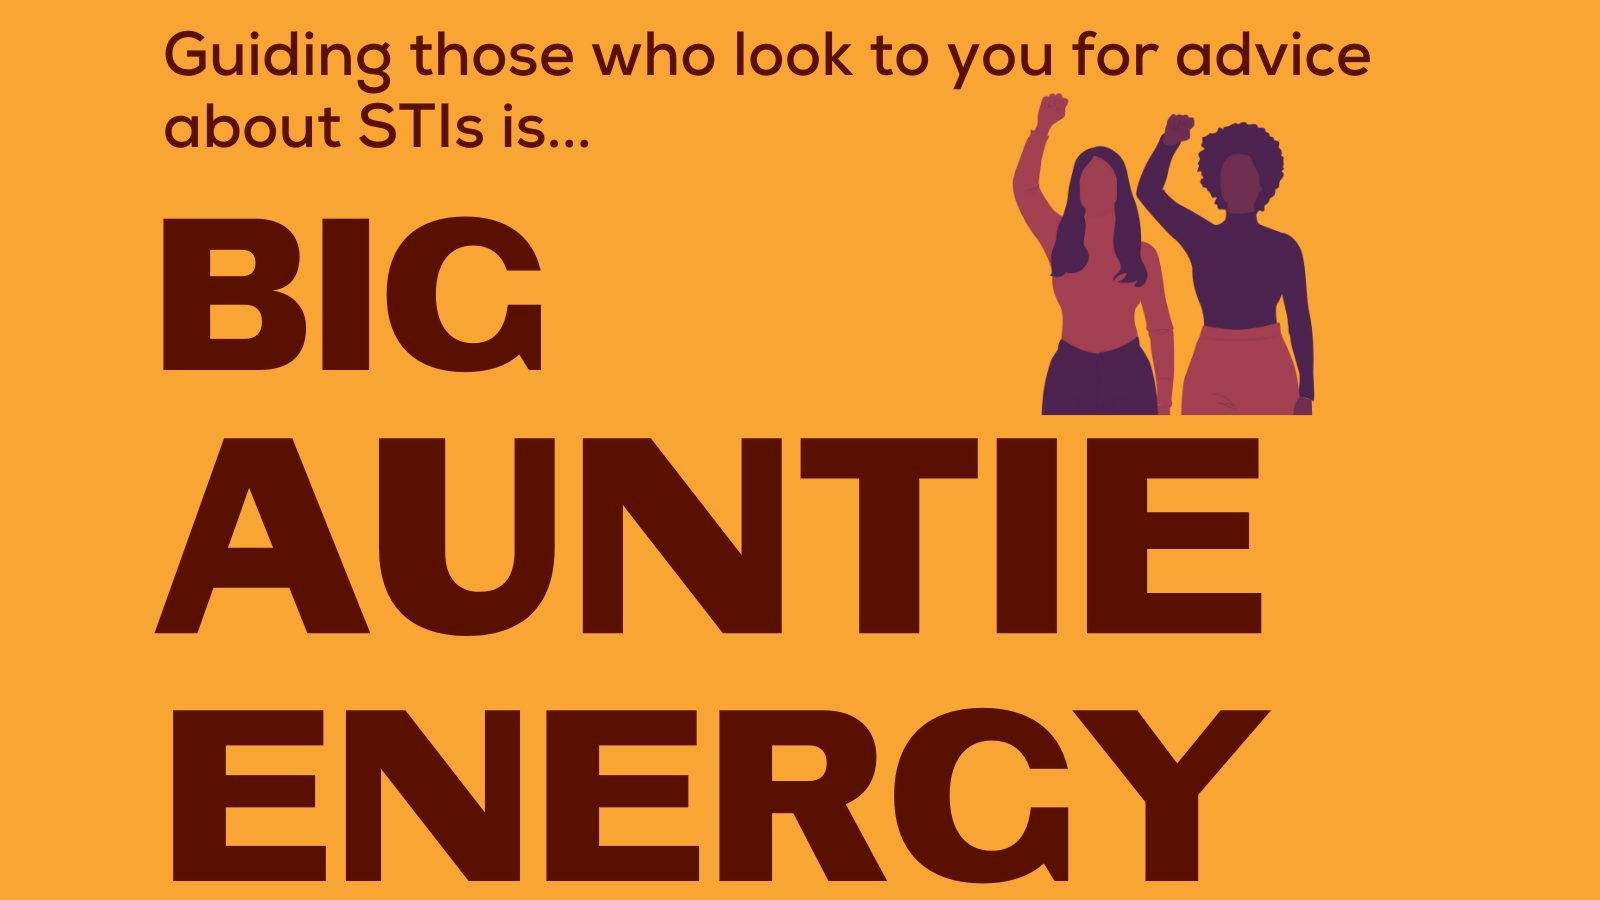 Guiding those who look to you for advice
about STIs is...
BIG
AUNTIE
ENERGY